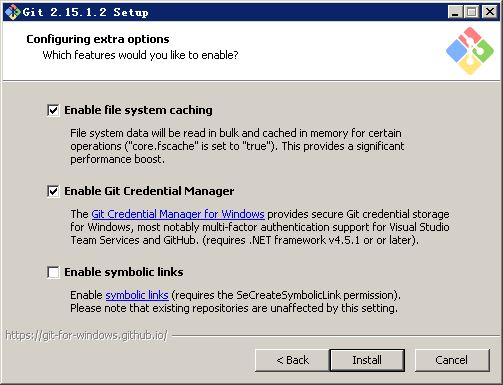 Git 2.15.1.2 Setup
Configuring extra options
Which features would you like to enable?
Enable file system caching
File system data will be read in bulk and cached in memory for certain
operations ("core.fscache" is set to "true"). This provides a significant
performance boost.
Enable Git Credential Manager
The Git Credential Manager for Windows provides secure Git credential storage
for Windows, most notably multi-factor authentication support for Visual Studio
Team Services and GitHub. (requires .NET framework v4.5.1 or or later).
Enable symbolic links
Enable symbolic links (requires the SeCreateSymbolicLink permission).
Please note that existing repositories are unaffected by this setting.
https://git-for-windows.github.io/
< Back Install Cancel